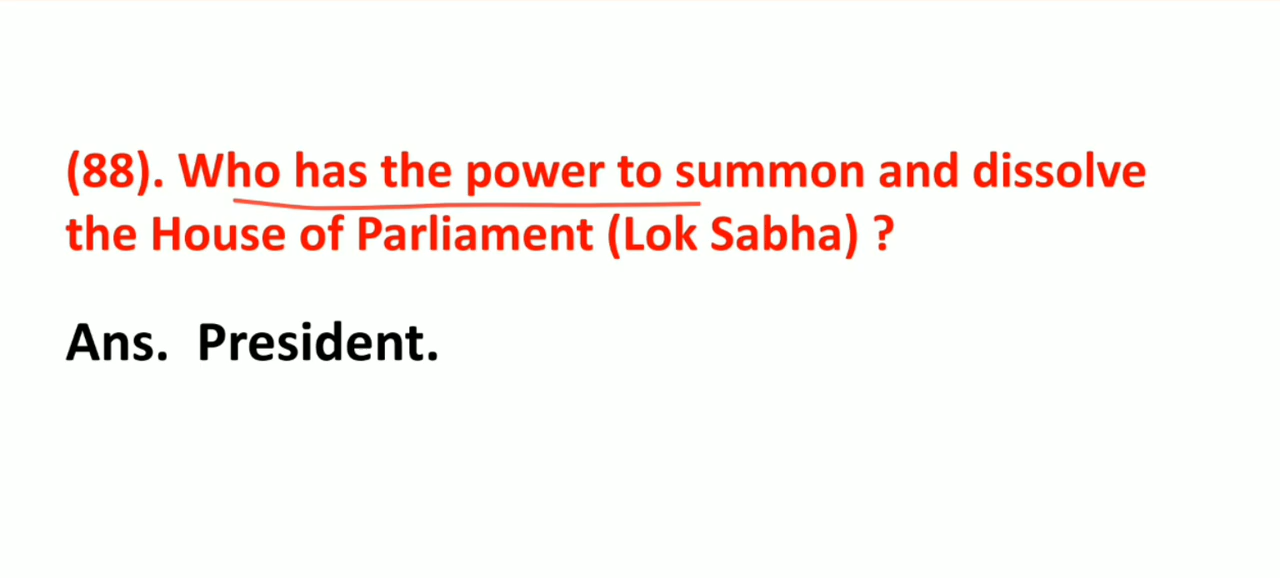 (88). Who has the power to summon and dissolve
the House of Parliament (Lok Sabha) ?
Ans. President.